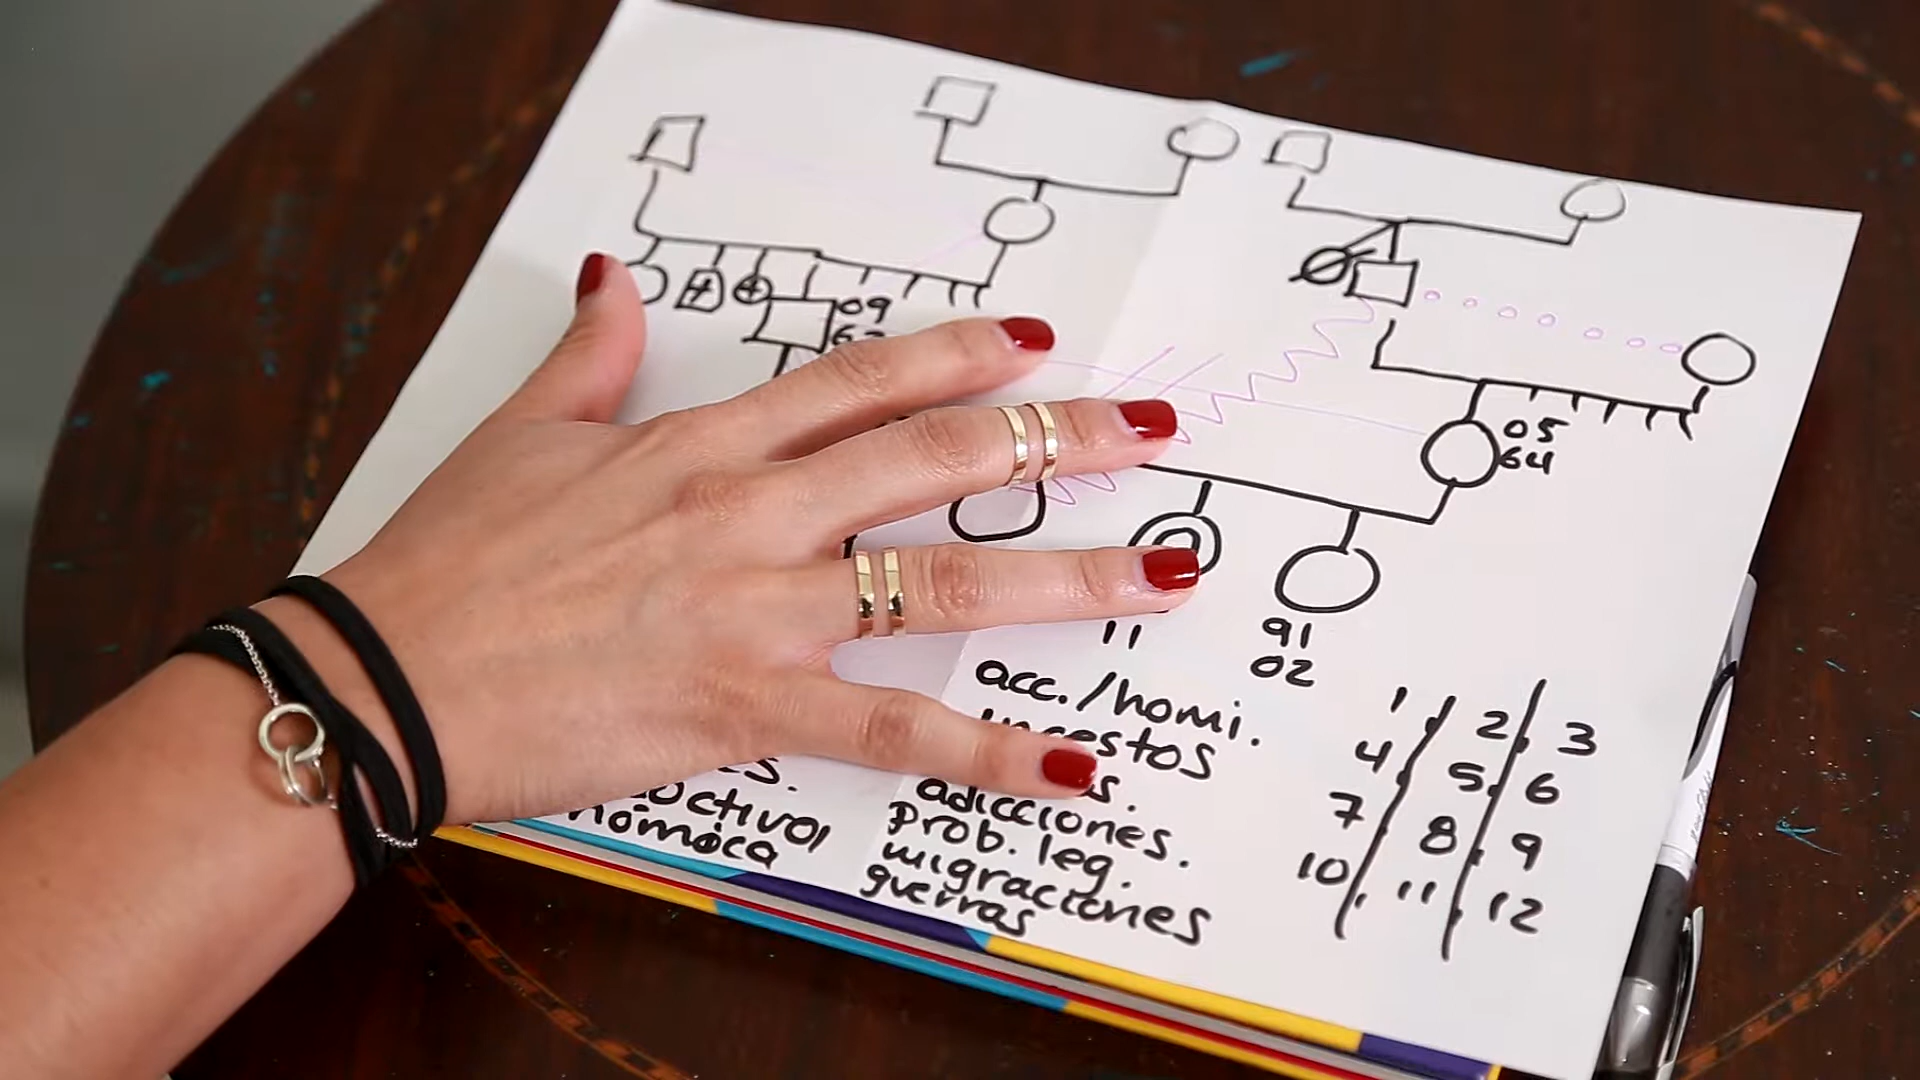 09
05
64
11
91
02
acc./homi.
adicciones.
prob. leg.
migraciones
guerras
1 2 3
4 5 6
7 8 9
10 11 12